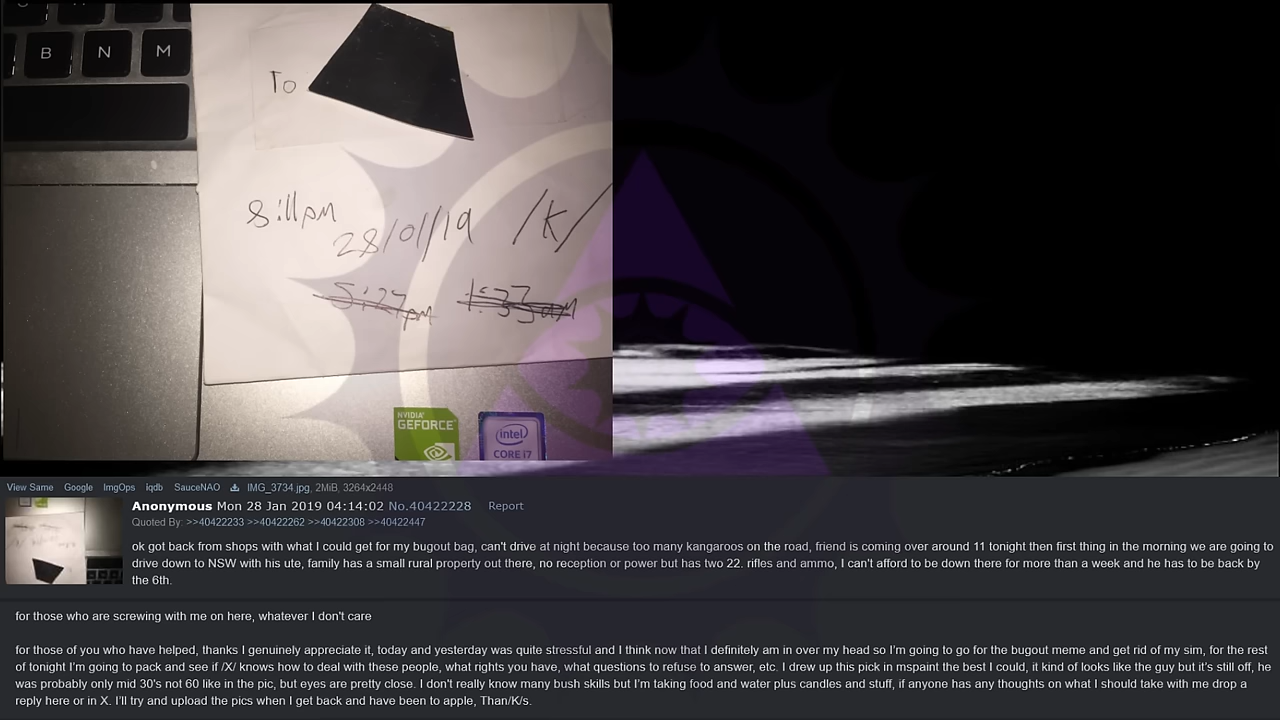 B N M
To
8:11pm
28/01/19 /K/
5:27pm 1:33am
NVIDIA
GEFORCE
intel
CORE i7
View Same Google ImgOps iqdb SauceNAO IMG_3734.jpg, 2MiB, 3264x2448
Anonymous Mon 28 Jan 2019 04:14:02 No.40422228 Report
Quoted By: >>40422233 >>40422262 >>40422308 >>40422447
ok got back from shops with what I could get for my bugout bag, can't drive at night because too many kangaroos on the road, friend is coming over around 11 tonight then first thing in the morning we are going to
drive down to NSW with his ute, family has a small rural property out there, no reception or power but has two 22. rifles and ammo, I can't afford to be down there for more than a week and he has to be back by
the 6th.
for those who are screwing with me on here, whatever I don't care
for those of you who have helped, thanks I genuinely appreciate it, today and yesterday was quite stressful and I think now that I definitely am in over my head so I'm going to go for the bugout meme and get rid of my sim, for the rest
of tonight I'm going to pack and see if /X/ knows how to deal with these people, what rights you have, what questions to refuse to answer, etc. I drew up this pick in mspaint the best I could, it kind of looks like the guy but it's still off, he
was probably only mid 30's not 60 like in the pic, but eyes are pretty close. I don't really know many bush skills but I'm taking food and water plus candles and stuff, if anyone has any thoughts on what I should take with me drop a
reply here or in X. I'll try and upload the pics when I get back and have been to apple, Than/K/s.